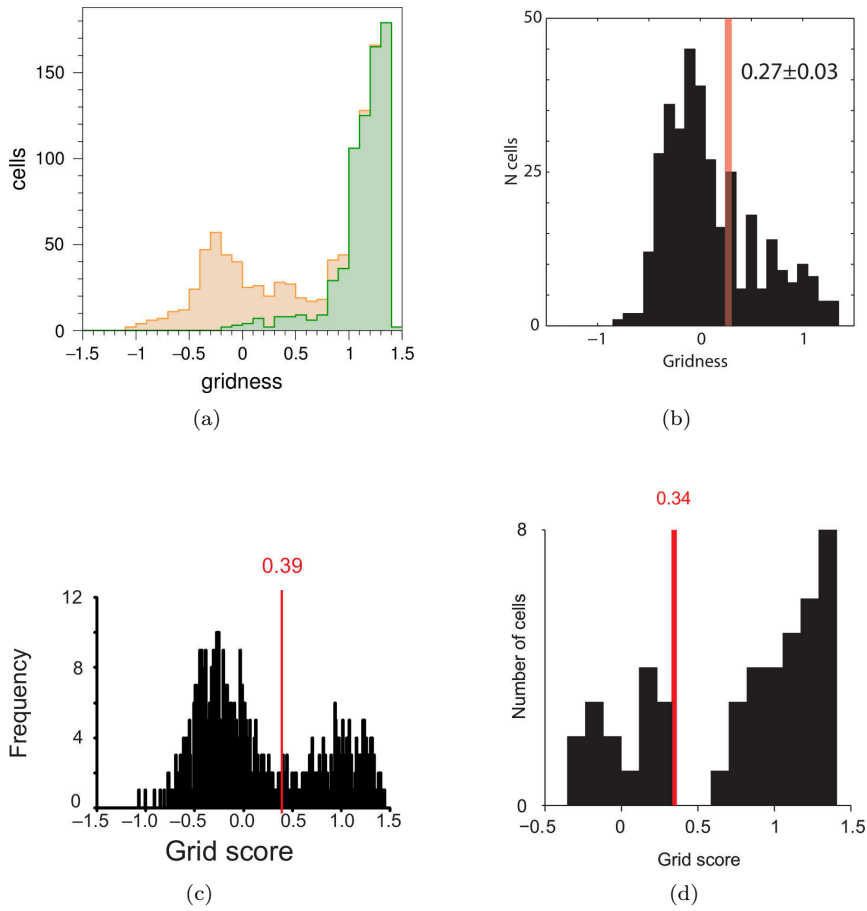 150
100
50
0
cells
−1.5 −1 −0.5 0 0.5 1 1.5
gridness
(a)
50
25
0
N cells
0.27±0.03
−1 0 1
Gridness
(b)
0.39
12
8
4
0
Frequency
−1.5 −1.0 −0.5 0.0 0.5 1.0 1.5
Grid score
(c)
0.34
8
0
Number of cells
−0.5 0 0.5 1 1.5
Grid score
(d)